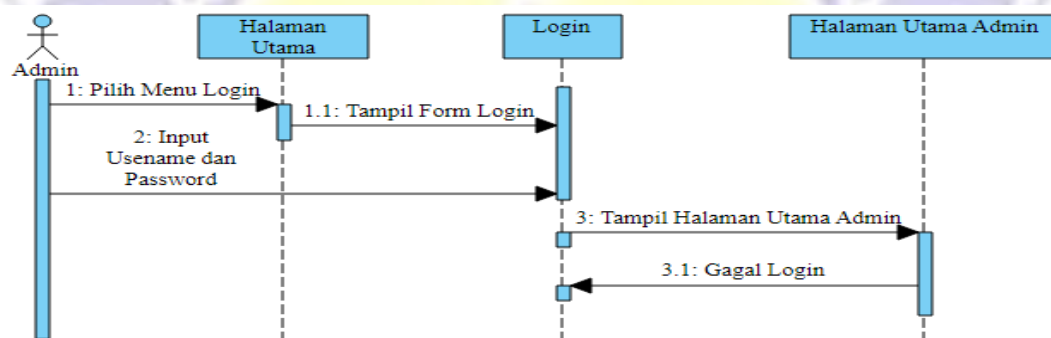 Halaman
Utama
Login
Halaman Utama Admin
Admin
1: Pilih Menu Login
1.1: Tampil Form Login
2: Input
Usename dan
Password
3: Tampil Halaman Utama Admin
3.1: Gagal Login